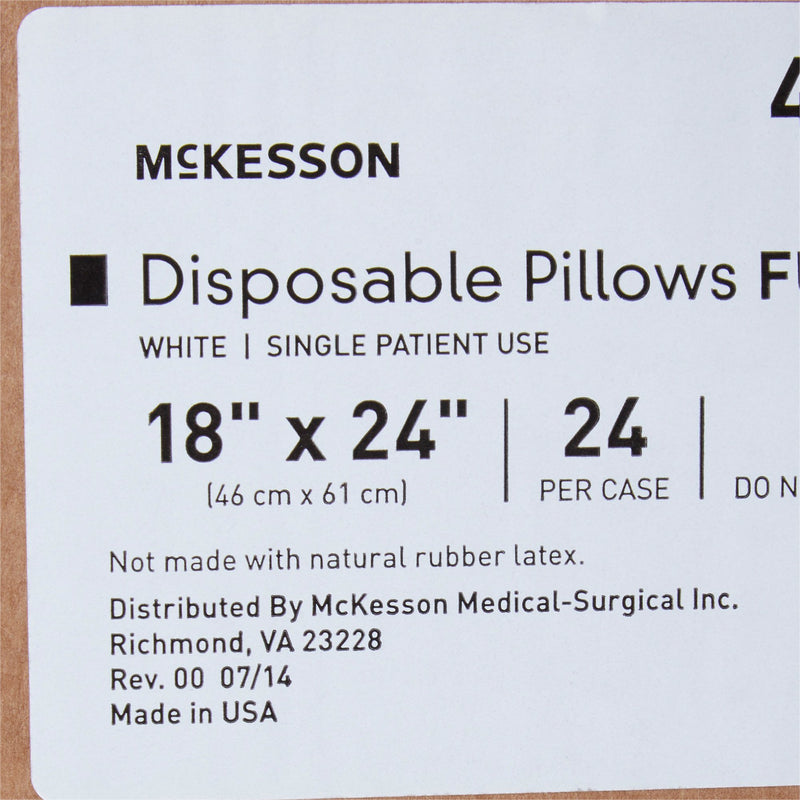 McKESSON
Disposable Pillows
WHITE | SINGLE PATIENT USE
18" x 24" | 24 |
(46 cm x 61 cm) PER CASE DO
Not made with natural rubber latex.
Distributed By McKesson Medical-Surgical Inc.
Richmond, VA 23228
Rev. 00 07/14
Made in USA